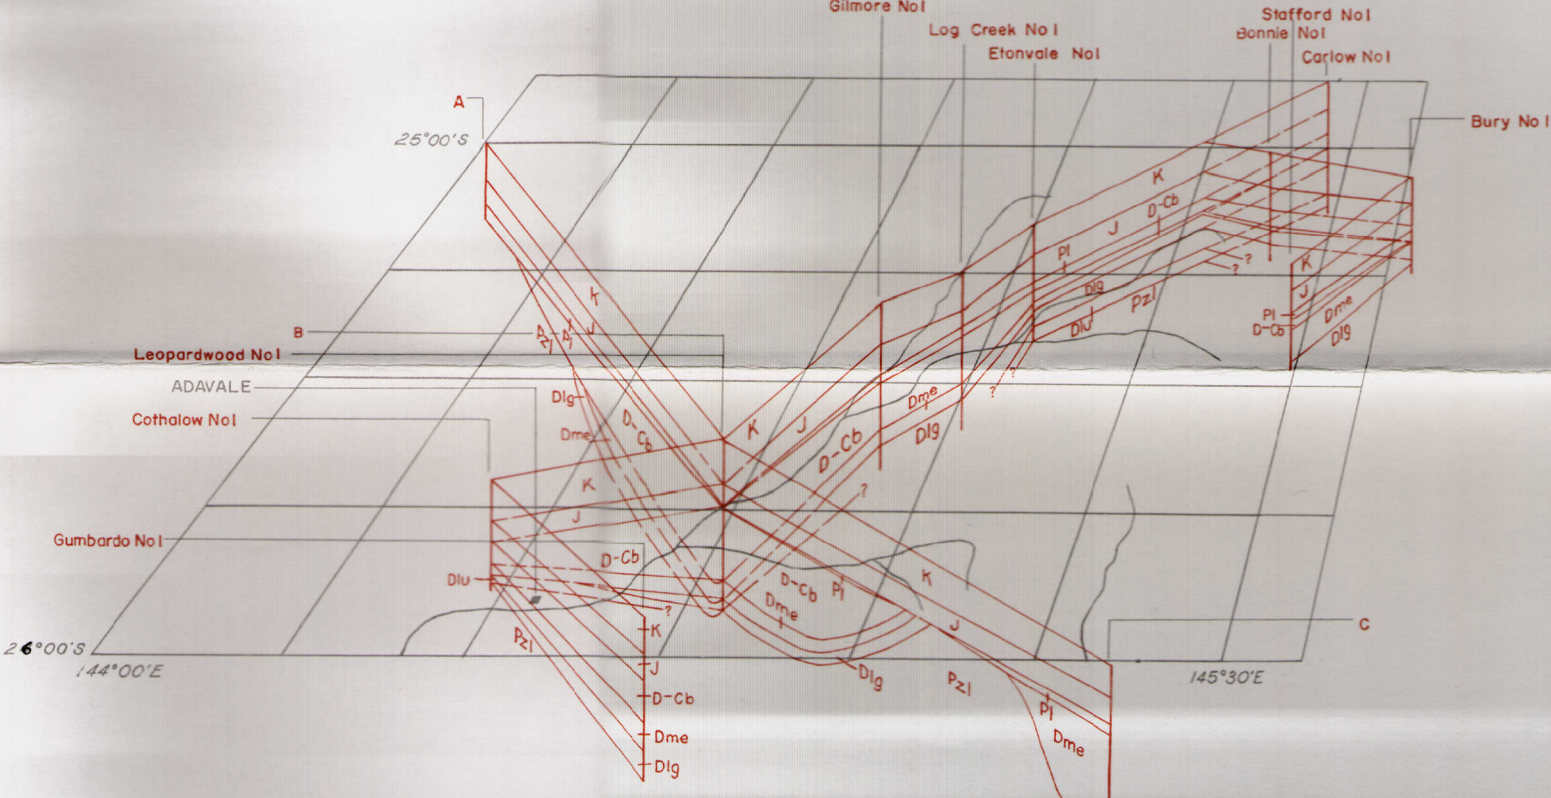 Gilmore No1
Log Creek No1
Etonvale No1
Stafford No1
Bonnie No1
Carlow No1
Bury No1
A
25°00'S
B
Leopardwood No1
ADAVALE
Cothalow No1
Gumbardo No1
26°00'S
144°00'E
145°30'E
C
K
J
Pzl
Pl
Dlg
Dme
D-Cb
K
J
D-Cb
Dlu
?
Pzl
K
J
D-Cb
Dme
Dlg
K
J
D-Cb
?
Dme
Dlg
?
?
K
J
D-Cb
Pl
Dlg
Dlu
Pzl
?
?
K
J
Pl
D-Cb
Dme
Dlg
K
J
D-Cb
Pl
Dme
Dlg
Pzl
Pl
Dme